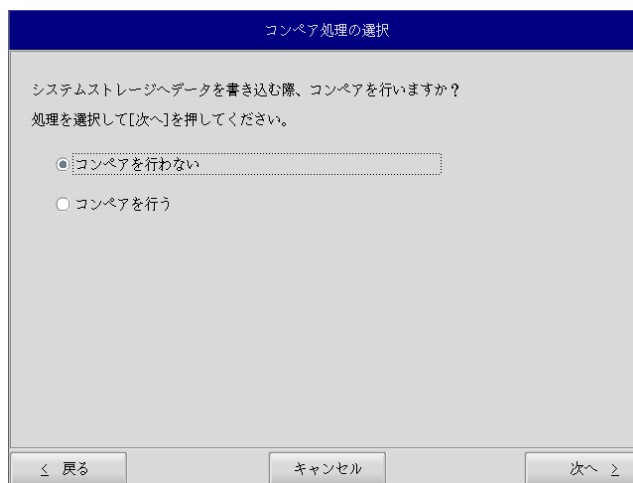 コンペア処理の選択
システムストレージへデータを書き込む際、コンペアを行いますか？
処理を選択して[次へ]を押してください。
コンペアを行わない
コンペアを行う
< 戻る
キャンセル
次へ >